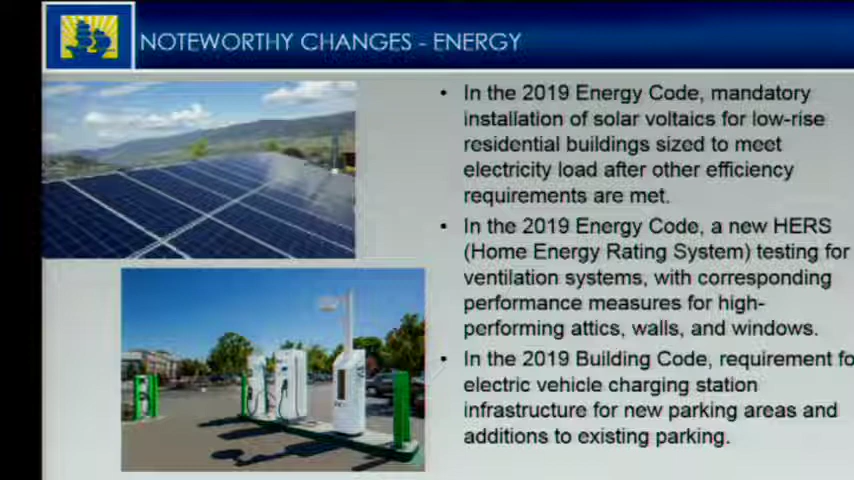 NOTEWORTHY CHANGES - ENERGY
• In the 2019 Energy Code, mandatory
installation of solar voltaics for low-rise
residential buildings sized to meet
electricity load after other efficiency
requirements are met.
• In the 2019 Energy Code, a new HERS
(Home Energy Rating System) testing for
ventilation systems, with corresponding
performance measures for high-
performing attics, walls, and windows.
• In the 2019 Building Code, requirement fo
electric vehicle charging station
infrastructure for new parking areas and
additions to existing parking.